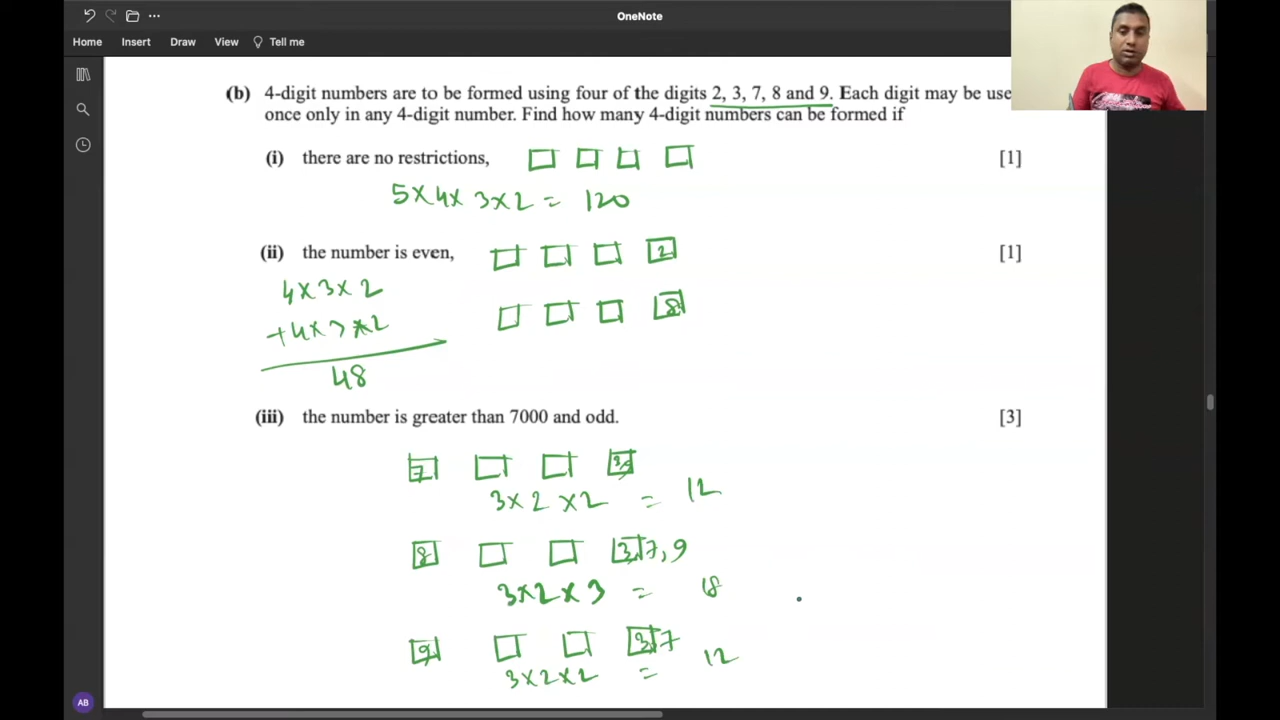 OneNote
Home Insert Draw View Tell me
(b) 4-digit numbers are to be formed using four of the digits 2, 3, 7, 8 and 9. Each digit may be use
once only in any 4-digit number. Find how many 4-digit numbers can be formed if
(i) there are no restrictions, [1]
5 × 4 × 3 × 2 = 120
(ii) the number is even, 2 [1]
4 × 3 × 2
8
+ 4 × 3 × 2
48
(iii) the number is greater than 7000 and odd. [3]
7 3,9
3 × 2 × 2 = 12
8 3,7,9
3 × 2 × 3 = 18
9 3,7
3 × 2 × 2 = 12
AB